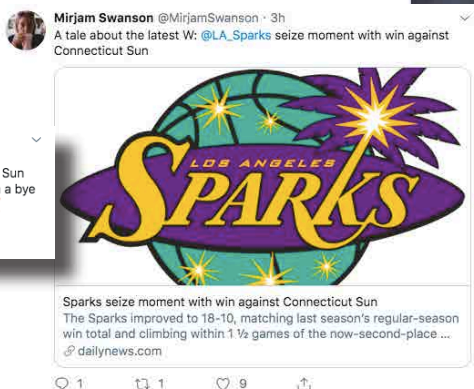 Mirjam Swanson @MirjamSwanson · 3h
A tale about the latest W: @LA_Sparks seize moment with win against
Connecticut Sun
Sun
a bye
LOS ANGELES
SPARKS
Sparks seize moment with win against Connecticut Sun
The Sparks improved to 18-10, matching last season's regular-season
win total and climbing within 1 ½ games of the now-second-place ...
dailynews.com
1 1 9